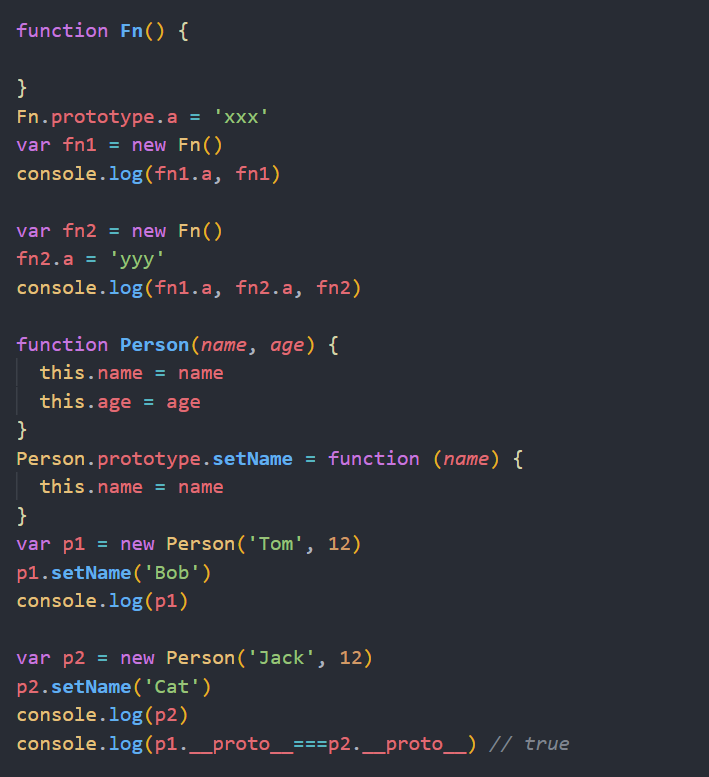 function Fn() {
}
Fn.prototype.a = 'xxx'
var fn1 = new Fn()
console.log(fn1.a, fn1)
var fn2 = new Fn()
fn2.a = 'yyy'
console.log(fn1.a, fn2.a, fn2)
function Person(name, age) {
  this.name = name
  this.age = age
}
Person.prototype.setName = function (name) {
  this.name = name
}
var p1 = new Person('Tom', 12)
p1.setName('Bob')
console.log(p1)
var p2 = new Person('Jack', 12)
p2.setName('Cat')
console.log(p2)
console.log(p1.__proto__===p2.__proto__) // true